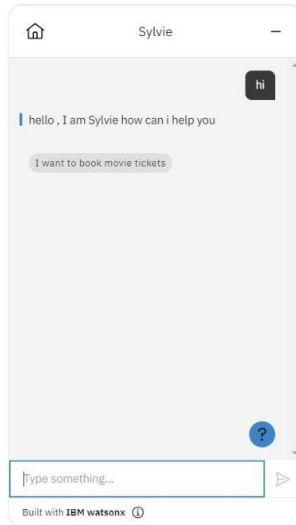 Sylvie
hi
hello , I am Sylvie how can i help you
I want to book movie tickets
?
Type something...
Built with IBM watsonx